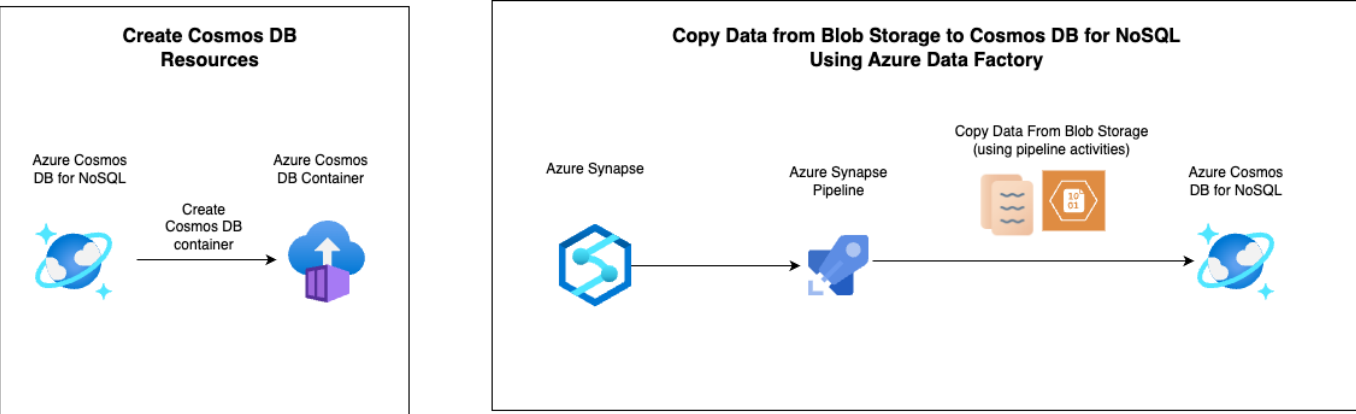 Create Cosmos DB
Resources
Azure Cosmos
DB for NoSQL
Azure Cosmos
DB Container
Create
Cosmos DB
container
Copy Data from Blob Storage to Cosmos DB for NoSQL
Using Azure Data Factory
Azure Synapse
Azure Synapse
Pipeline
Copy Data From Blob Storage
(using pipeline activities)
10
01
Azure Cosmos
DB for NoSQL